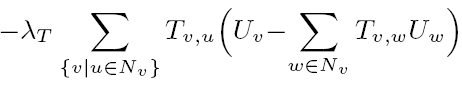 $-\lambda_T \sum_{\{v|u \in N_v\}} T_{v,u} \Big( U_v - \sum_{w \in N_v} T_{v,w} U_w \Big)$